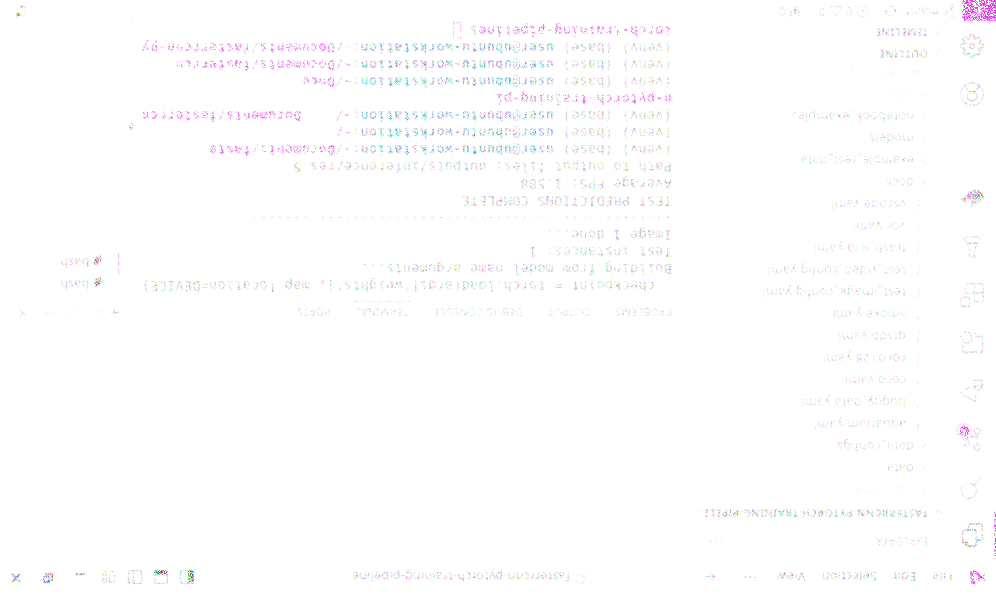 File Edit Selection View ...
fasterrcnn-pytorch-training-pipeline
EXPLORER
FASTERRCNN-PYTORCH-TRAINING-PIPELI...
data
data_configs
aquarium.yaml
buggy_data.yaml
coco.yaml
coco128.yaml
gtsdb.yaml
smoke.yaml
test_image_config.yaml
test_video_config.yaml
trash_icra.yaml
voc.yaml
docs
example_test_data
models
notebook_examples
OUTLINE
TIMELINE
PROBLEMS OUTPUT DEBUG CONSOLE TERMINAL PORTS
checkpoint = torch.load(args['weights'], map_location=DEVICE)
Building from model name arguments...
Test instances: 1
Image 1 done...
TEST PREDICTIONS COMPLETE
Average FPS: 1.588
Path to output files: outputs/inference/res_5
(venv) (base) user@ubuntu-workstation:~/Documents/faste
(venv) (base) user@ubuntu-workstation:~/
(venv) (base) user@ubuntu-workstation:~/ Documents/fasterrcn
n-pytorch-training-pi
(venv) (base) user@ubuntu-workstation:~/Docu
(venv) (base) user@ubuntu-workstation:~/Documents/fasterrcn
(venv) (base) user@ubuntu-workstation:~/Documents/fasterrcnn-py
torch-training-pipeline$
bash
bash
main